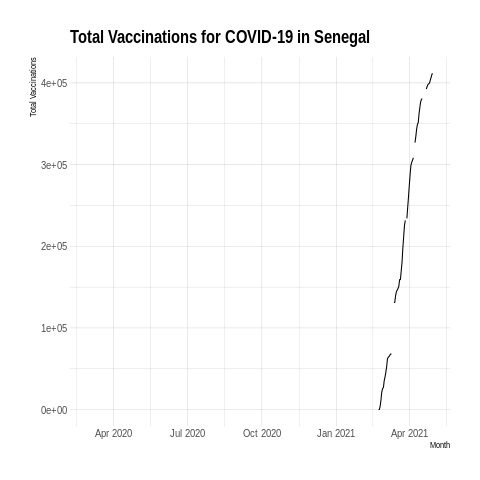 Total Vaccinations for COVID-19 in Senegal
Total Vaccinations
4e+05
3e+05
2e+05
1e+05
0e+00
Apr 2020 Jul 2020 Oct 2020 Jan 2021 Apr 2021
Month